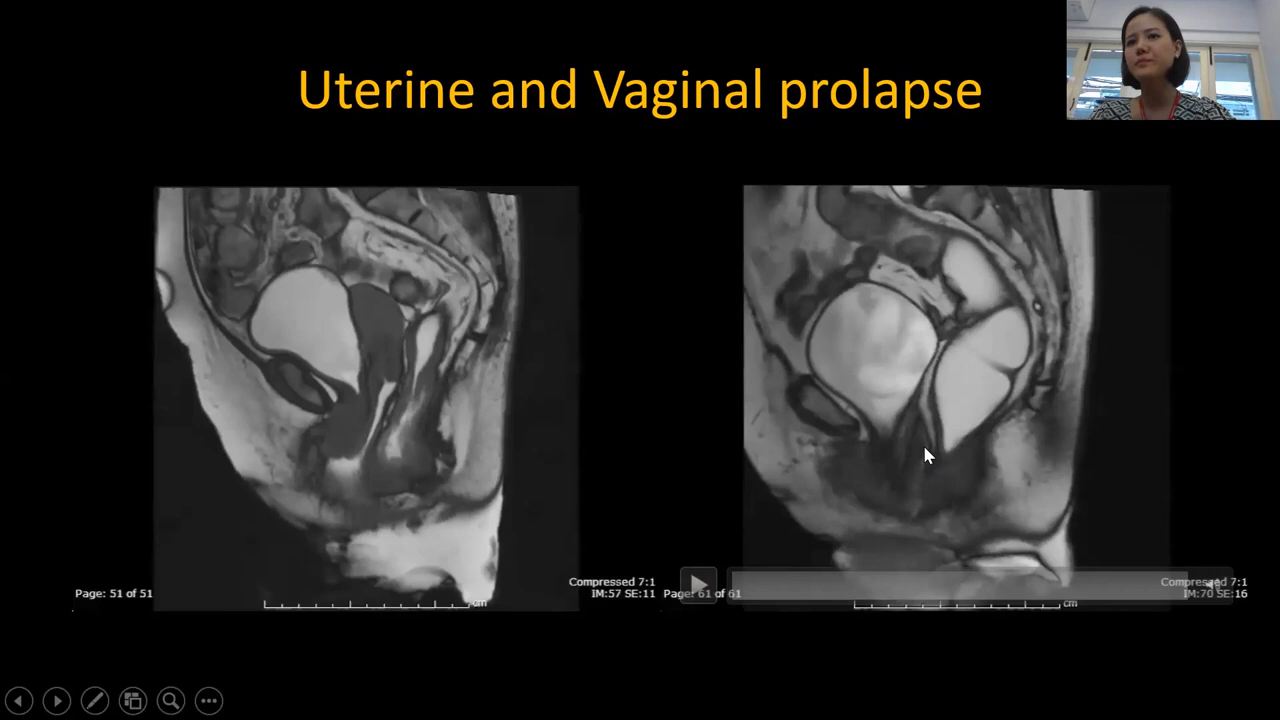 Uterine and Vaginal prolapse
Compressed 7:1
Page: 51 of 51
IM:57 SE:11
cm
Compressed 7:1
Page: 61 of 61
IM:70 SE:16
cm